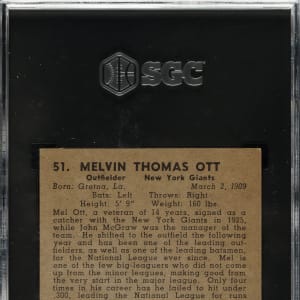 SGC
51. MELVIN THOMAS OTT
Outfielder New York Giants
Born: Gretna, La. March 2, 1909
Bats: Left Throws: Right
Height: 5' 9" Weight: 160 lbs.
Mel Ott, a veteran of 14 years, signed as a
catcher with the New York Giants in 1925,
while John McGraw was the manager of the
team. He shifted to the outfield the following
year and has been one of the leading out-
fielders, as well as one of the leading batsmen,
for the National League ever since. Mel is
one of the few big-leaguers who did not come
up from the minor leagues, making good from
the very start in the major league. Only four
times in his career has he failed to hit under
.300, leading the National League for runs